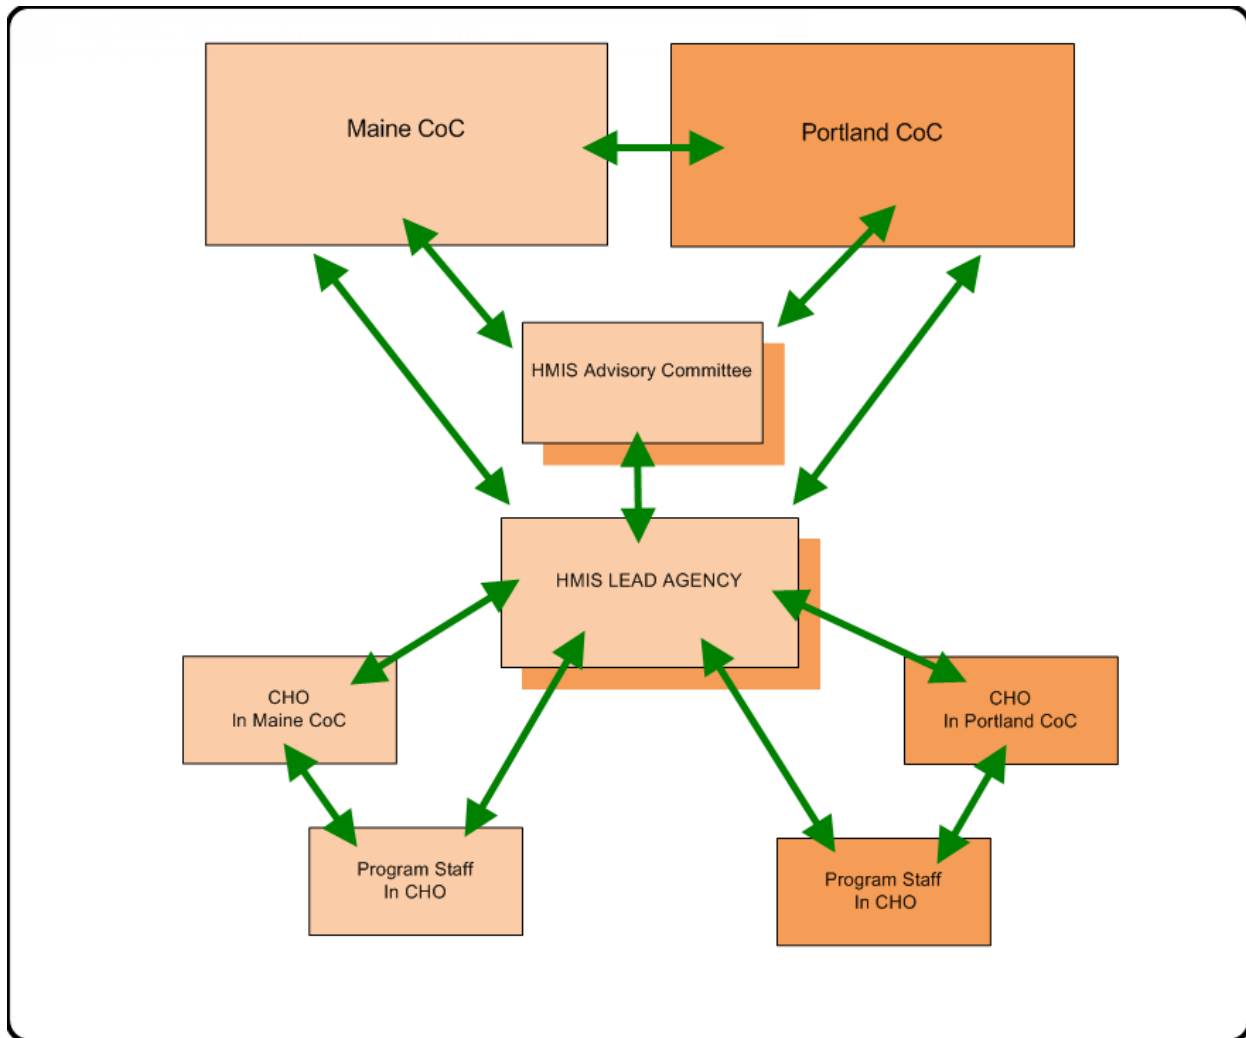 Maine CoC
Portland CoC
HMIS Advisory Committee
HMIS LEAD AGENCY
CHO
In Maine CoC
CHO
In Portland CoC
Program Staff
In CHO
Program Staff
In CHO